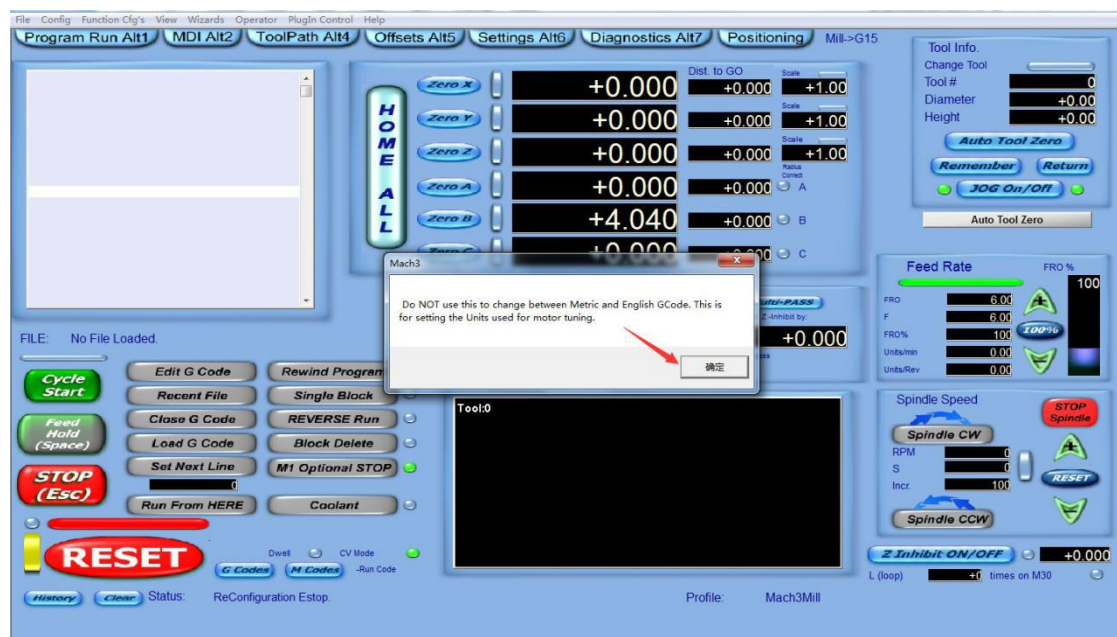 File Config Function Cfg's View Wizards Operator PlugIn Control Help
Program Run Alt1 MDI Alt2 ToolPath Alt4 Offsets Alt5 Settings Alt6 Diagnostics Alt7 Positioning Mill->G15
Tool Info.
Change Tool
Tool # 0
Diameter +0.00
Height +0.00
Auto Tool Zero
Remember Return
JOG On/Off
Auto Tool Zero
HOME ALL
Dist. to GO
Zero X +0.000 +0.000 Scale +1.00
Zero Y +0.000 +0.000 Scale +1.00
Zero Z +0.000 +0.000 Scale +1.00
Radius
Correct
Zero A +0.000 +0.000 A
Zero B +4.040 +0.000 B
Zero C +0.000 +0.000 C
Mach3
Do NOT use this to change between Metric and English GCode. This is
for setting the Units used for motor tuning.
确定
Multi-PASS
Z -Inhibit by:
+0.000
Feed Rate
FRO %
100
FRO 6.00
F 6.00
FRO% 100
100%
Units/min 0.00
Units/Rev 0.00
FILE: No File Loaded.
Cycle
Start
Feed
Hold
(Space)
STOP
(Esc)
Edit G Code Rewind Program
Recent File Single Block
Close G Code REVERSE Run
Load G Code Block Delete
Set Next Line M1 Optional STOP
0
Run From HERE Coolant
Tool:0
Spindle Speed
STOP
Spindle
Spindle CW
RPM 0
S 0
Incr. 100
RESET
Spindle CCW
RESET
Dwell CV Mode
G Codes M Codes -Run Code
Z Inhibit ON/OFF +0.000
L (loop) +0 times on M30
History Clear Status: ReConfiguration Estop.
Profile: Mach3Mill